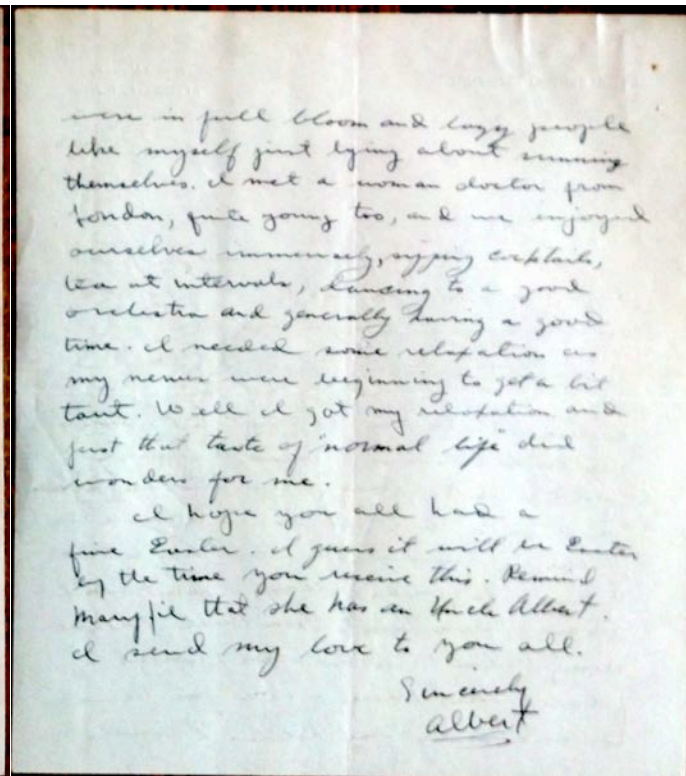 were in full bloom and lazy people
like myself just lying about sunning
themselves. I met a woman doctor from
London, quite young too, and we enjoyed
ourselves immensely, sipping cocktails,
tea at intervals, dancing to a good
orchestra and generally having a good
time. I needed some relaxation as
my nerves were beginning to get a bit
taut. Well I got my relaxation and
just that taste of "normal life" did
wonders for me.
I hope you all had a
fine Easter. I guess it will be Easter
by the time you receive this. Remind
that she has an Uncle Albert.
I send my love to you all.
Sincerely
Albert